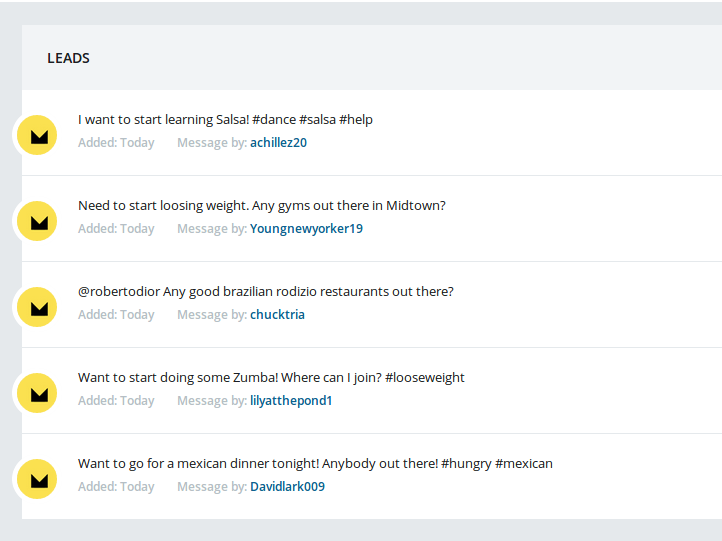 LEADS
I want to start learning Salsa! #dance #salsa #help
Added: Today Message by: achillez20
Need to start loosing weight. Any gyms out there in Midtown?
Added: Today Message by: Youngnewyorker19
@robertodior Any good brazilian rodizio restaurants out there?
Added: Today Message by: chucktria
Want to start doing some Zumba! Where can I join? #looseweight
Added: Today Message by: lilyatthepond1
Want to go for a mexican dinner tonight! Anybody out there! #hungry #mexican
Added: Today Message by: Davidlark009